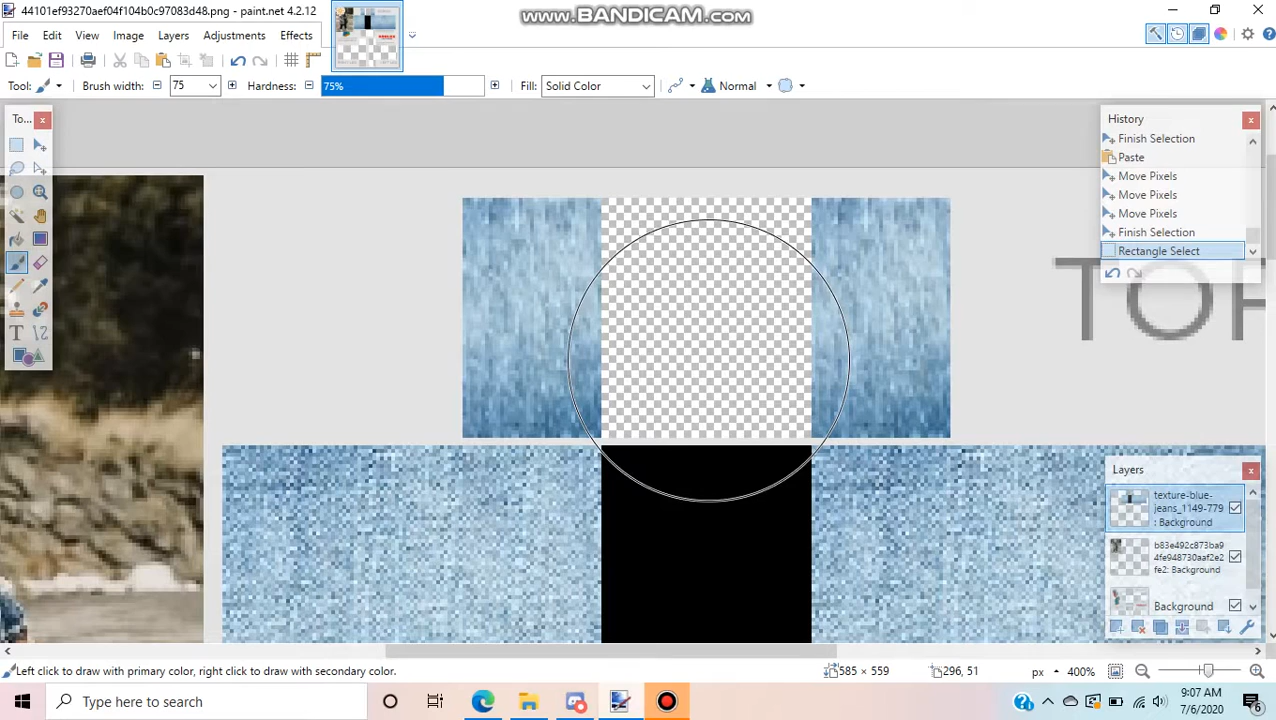 44101ef93270aef04f104b0c97083d48.png - paint.net 4.2.12
www.BANDICAM.com
File Edit View Image Layers Adjustments Effects
Tool: Brush width: 75 Hardness: 75% Fill: Solid Color Normal
To...
History
Finish Selection
Paste
Move Pixels
Move Pixels
Move Pixels
Finish Selection
Rectangle Select
TOP
Layers
texture-blue-
jeans_1149-779
: Background
b83e492c873ba9
4fe946738aaf2e2
fe2: Background
Background
Left click to draw with primary color, right click to draw with secondary color.
585 × 559
296, 51
px
400%
Type here to search
9:07 AM
7/6/2020
6